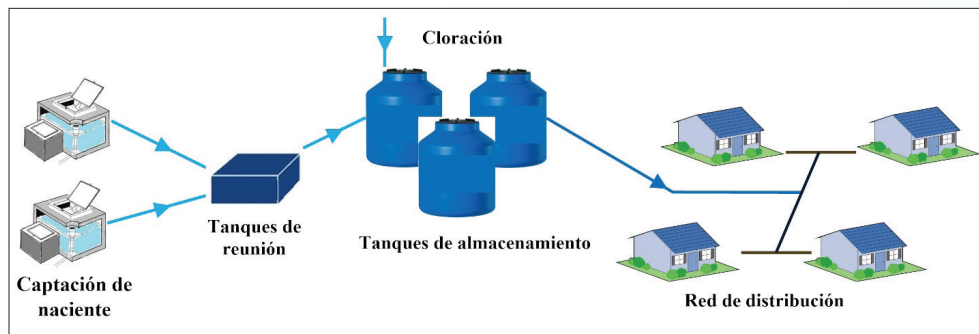 Cloración
Tanques de
reunión
Tanques de almacenamiento
Captación de
naciente
Red de distribución